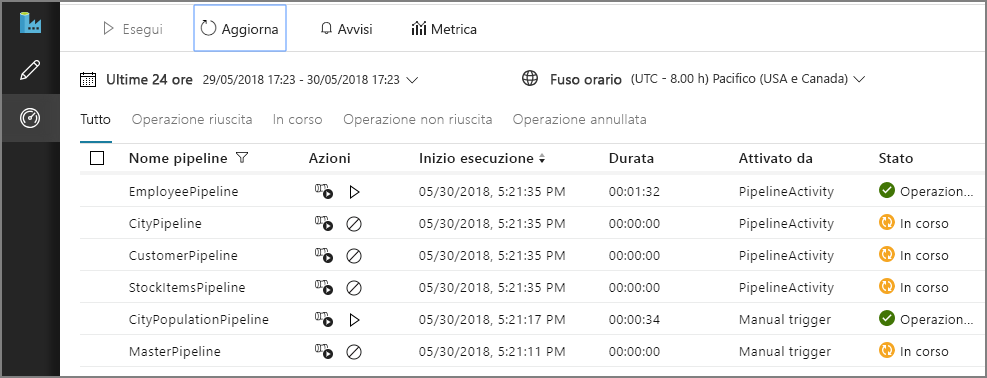 Esegui Aggiorna Avvisi Metrica
Ultime 24 ore 29/05/2018 17:23 - 30/05/2018 17:23 Fuso orario (UTC - 8.00 h) Pacifico (USA e Canada)
Tutto Operazione riuscita In corso Operazione non riuscita Operazione annullata
Nome pipeline Azioni Inizio esecuzione Durata Attivato da Stato
EmployeePipeline 05/30/2018, 5:21:35 PM 00:01:32 PipelineActivity Operazion...
CityPipeline 05/30/2018, 5:21:35 PM 00:00:00 PipelineActivity In corso
CustomerPipeline 05/30/2018, 5:21:35 PM 00:00:00 PipelineActivity In corso
StockItemsPipeline 05/30/2018, 5:21:35 PM 00:00:00 PipelineActivity In corso
CityPopulationPipeline 05/30/2018, 5:21:17 PM 00:00:34 Manual trigger Operazion...
MasterPipeline 05/30/2018, 5:21:11 PM 00:00:00 Manual trigger In corso